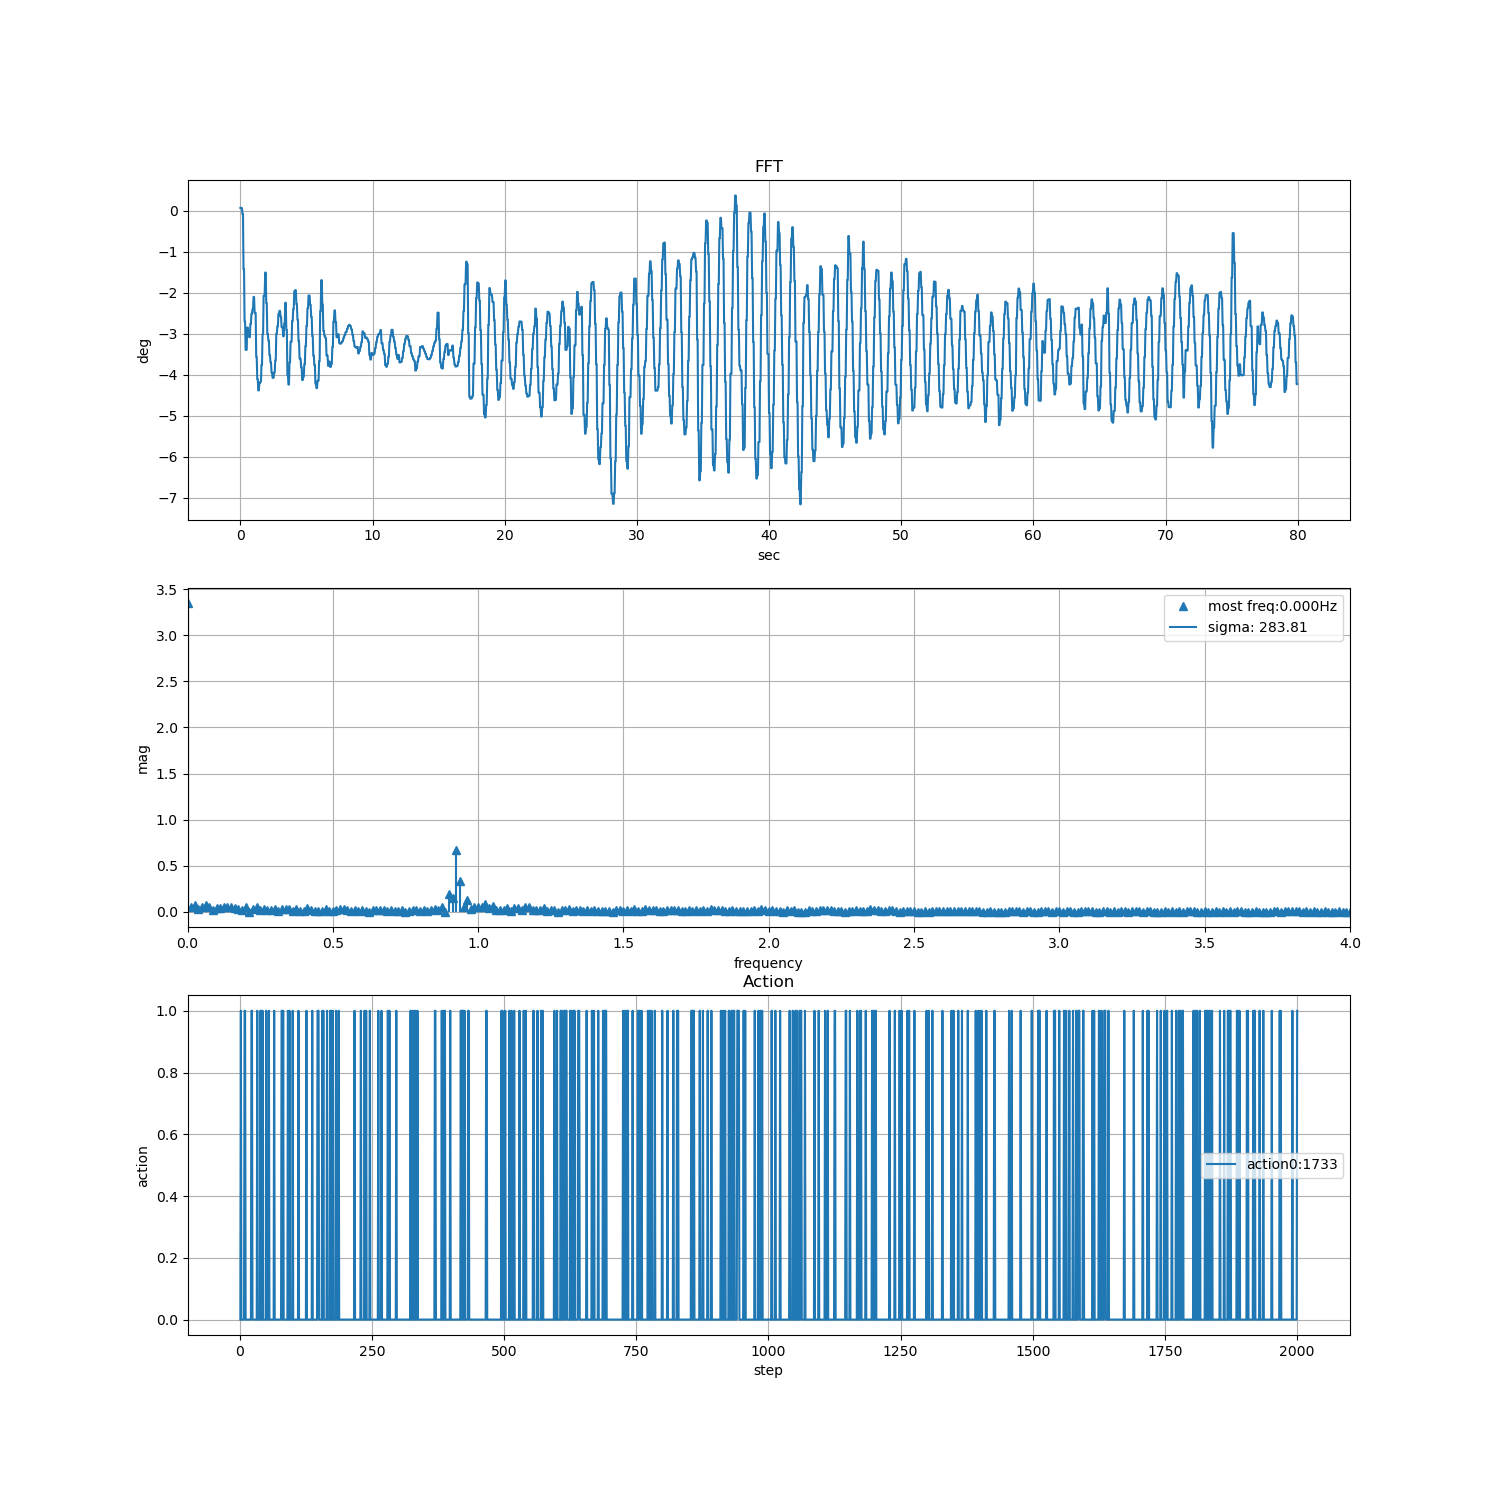 FFT
0
−1
−2
−3
−4
−5
−6
−7
deg
0 10 20 30 40 50 60 70 80
sec
3.5
3.0
2.5
2.0
1.5
1.0
0.5
0.0
mag
most freq:0.000Hz
sigma: 283.81
0.0 0.5 1.0 1.5 2.0 2.5 3.0 3.5 4.0
frequency
Action
1.0
0.8
0.6
0.4
0.2
0.0
action
action0:1733
0 250 500 750 1000 1250 1500 1750 2000
step